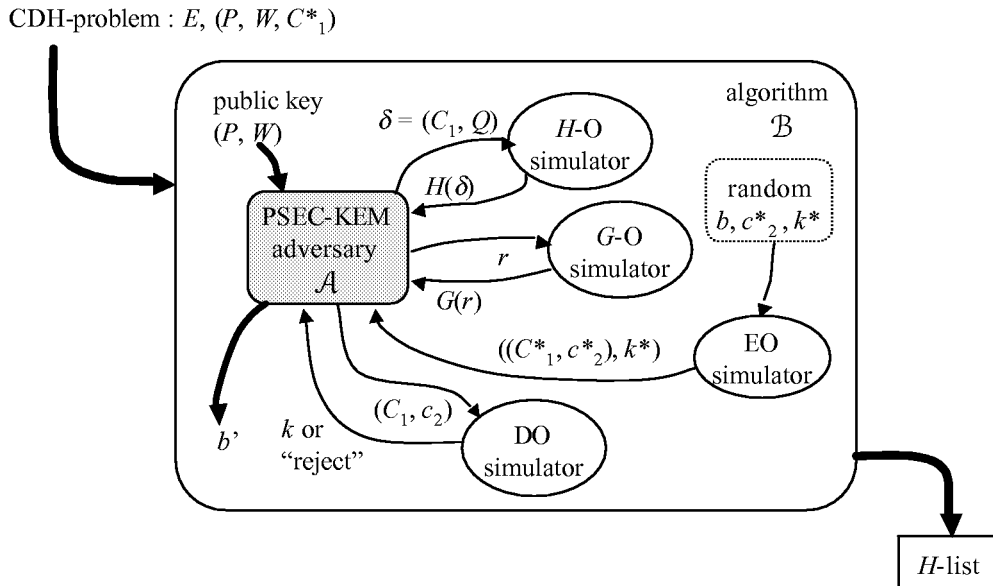 CDH-problem : E, (P, W, C*₁)
public key
(P, W)
δ = (C₁, Q)
H-O
simulator
algorithm
ℬ
H(δ)
random
b, c*₂, k*
PSEC-KEM
adversary
𝒜
r
G-O
simulator
G(r)
((C*₁, c*₂), k*)
EO
simulator
(C₁, c₂)
k or
“reject”
DO
simulator
b’
H-list